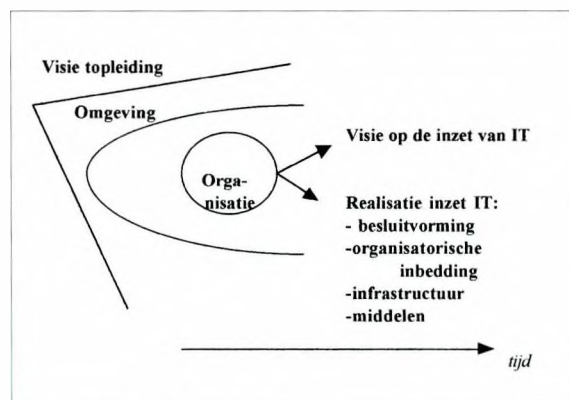 Visie topleiding
Omgeving
Orga-
nisatie
Visie op de inzet van IT
Realisatie inzet IT:
- besluitvorming
-organisatorische
inbedding
-infrastructuur
-middelen
tijd